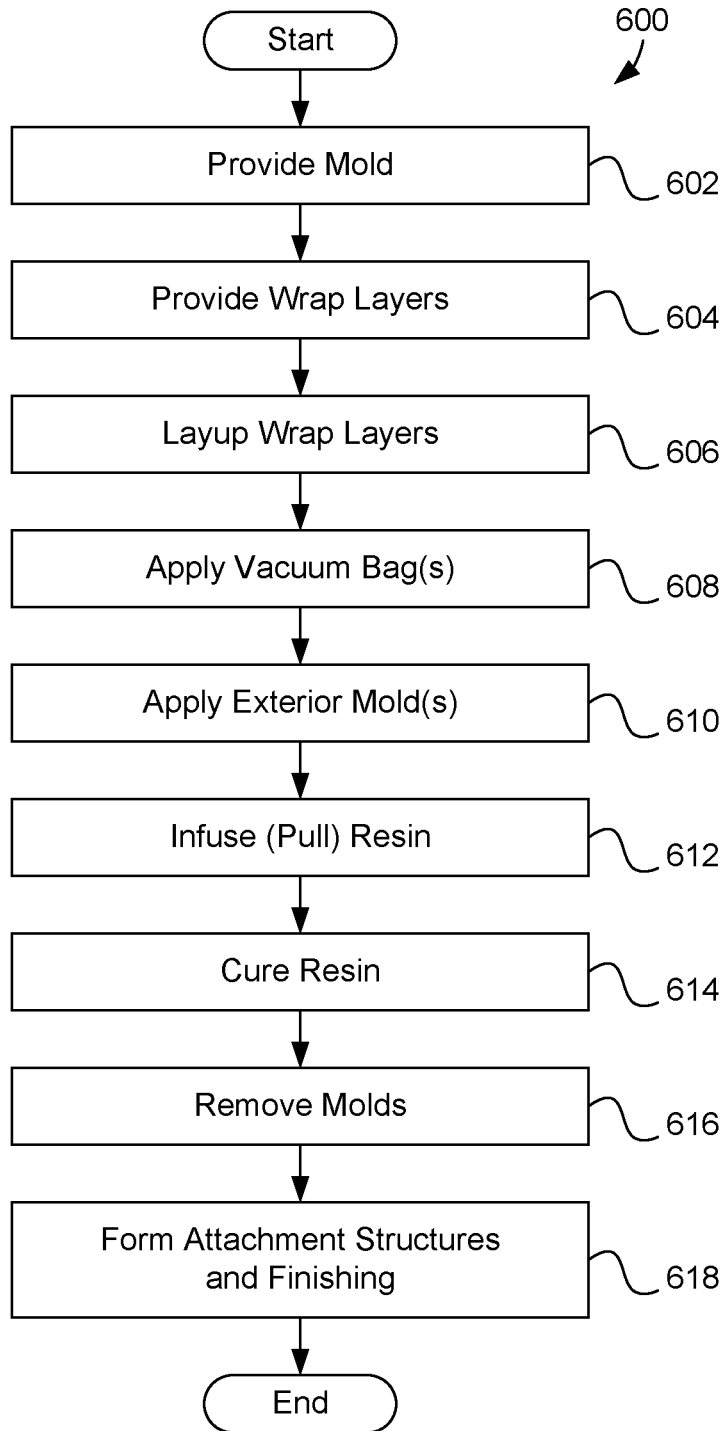 Start
600
Provide Mold
602
Provide Wrap Layers
604
Layup Wrap Layers
606
Apply Vacuum Bag(s)
608
Apply Exterior Mold(s)
610
Infuse (Pull) Resin
612
Cure Resin
614
Remove Molds
616
Form Attachment Structures
and Finishing
618
End